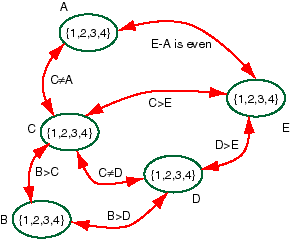 A
{1,2,3,4}
E-A is even
C≠A
C>E
{1,2,3,4}
E
C
{1,2,3,4}
D>E
B>C
C≠D
{1,2,3,4}
D
B>D
B
{1,2,3,4}